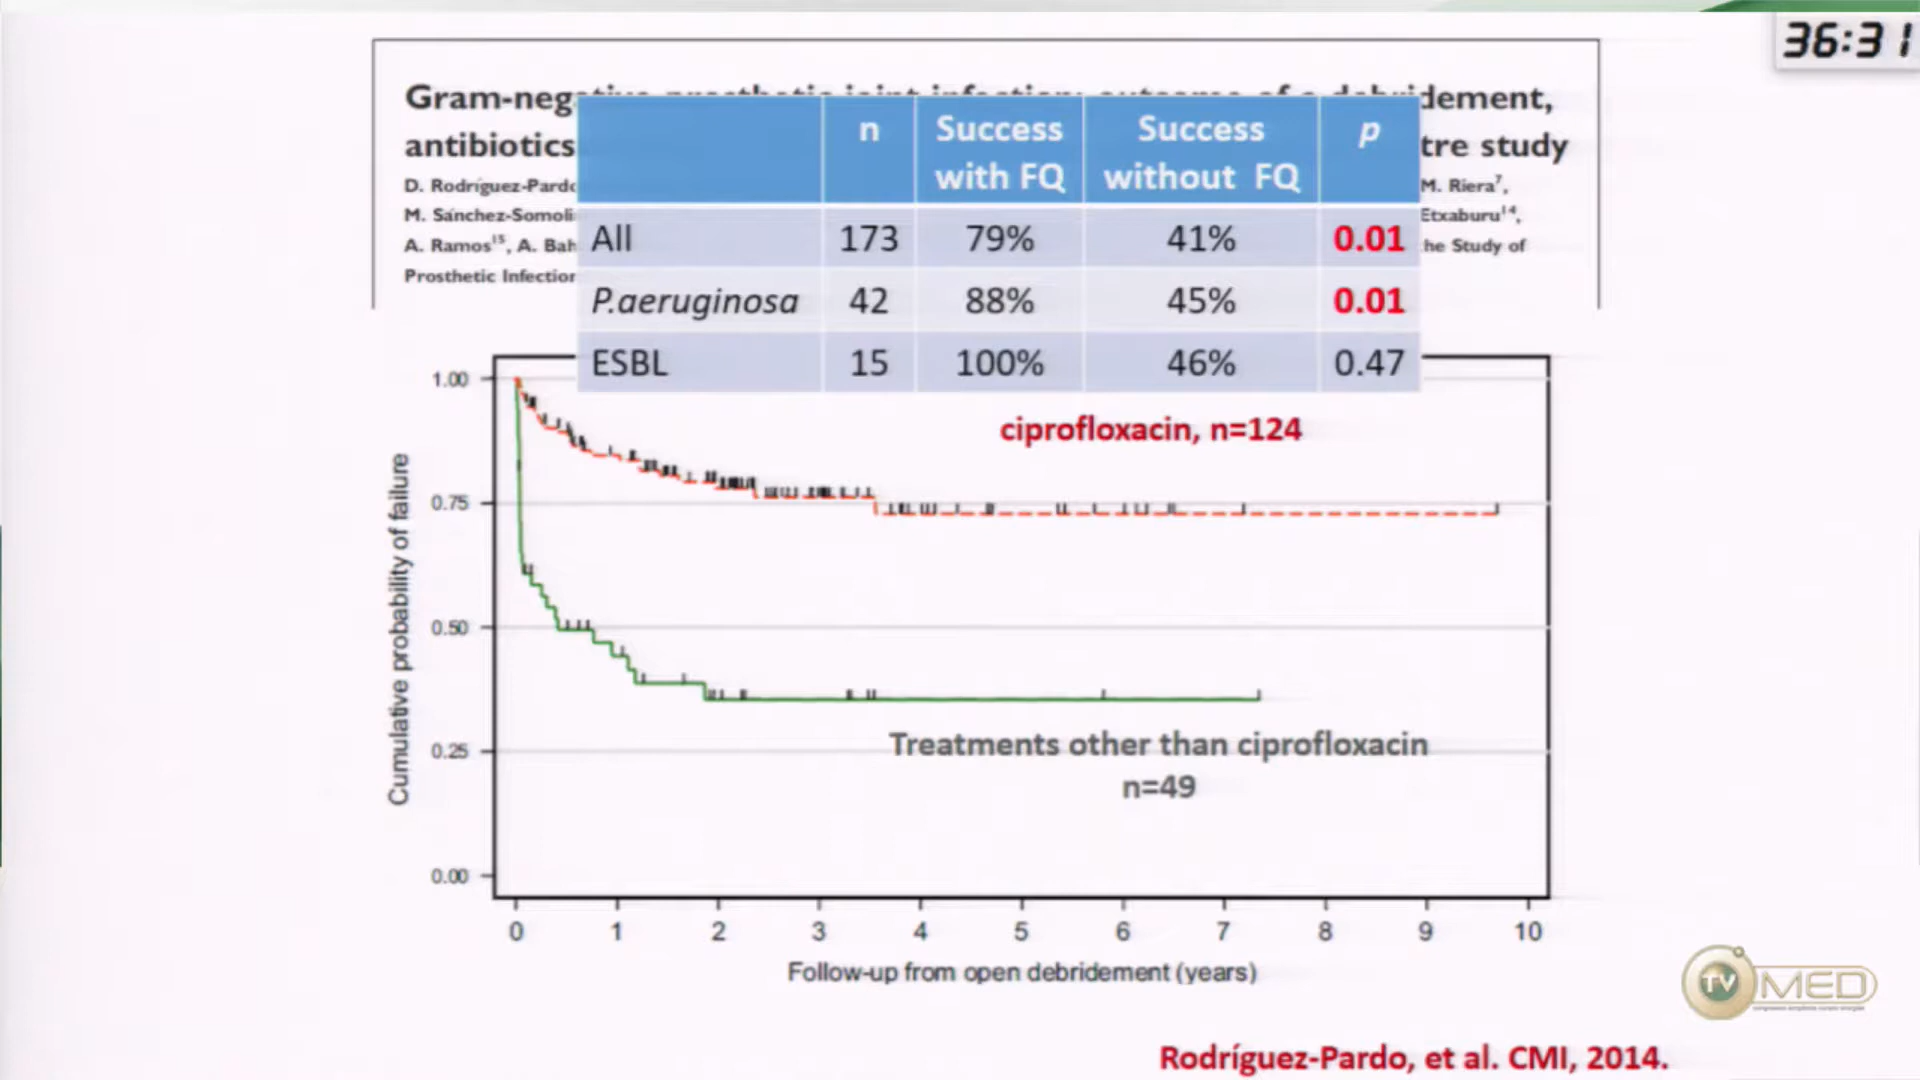 36:31
Gram-neg dement,
antibiotics tre study
D. Rodríguez-Pardo M. Riera7,
M. Sánchez-Somoli Etxaburu14,
A. Ramos15, A. Bah he Study of
Prosthetic Infection
n Success with FQ Success without FQ p
All 173 79% 41% 0.01
P.aeruginosa 42 88% 45% 0.01
ESBL 15 100% 46% 0.47
ciprofloxacin, n=124
Treatments other than ciprofloxacin
n=49
Cumulative probability of failure
1.00
0.75
0.50
0.25
0.00
0 1 2 3 4 5 6 7 8 9 10
Follow-up from open debridement (years)
TV MED
Rodríguez-Pardo, et al. CMI, 2014.